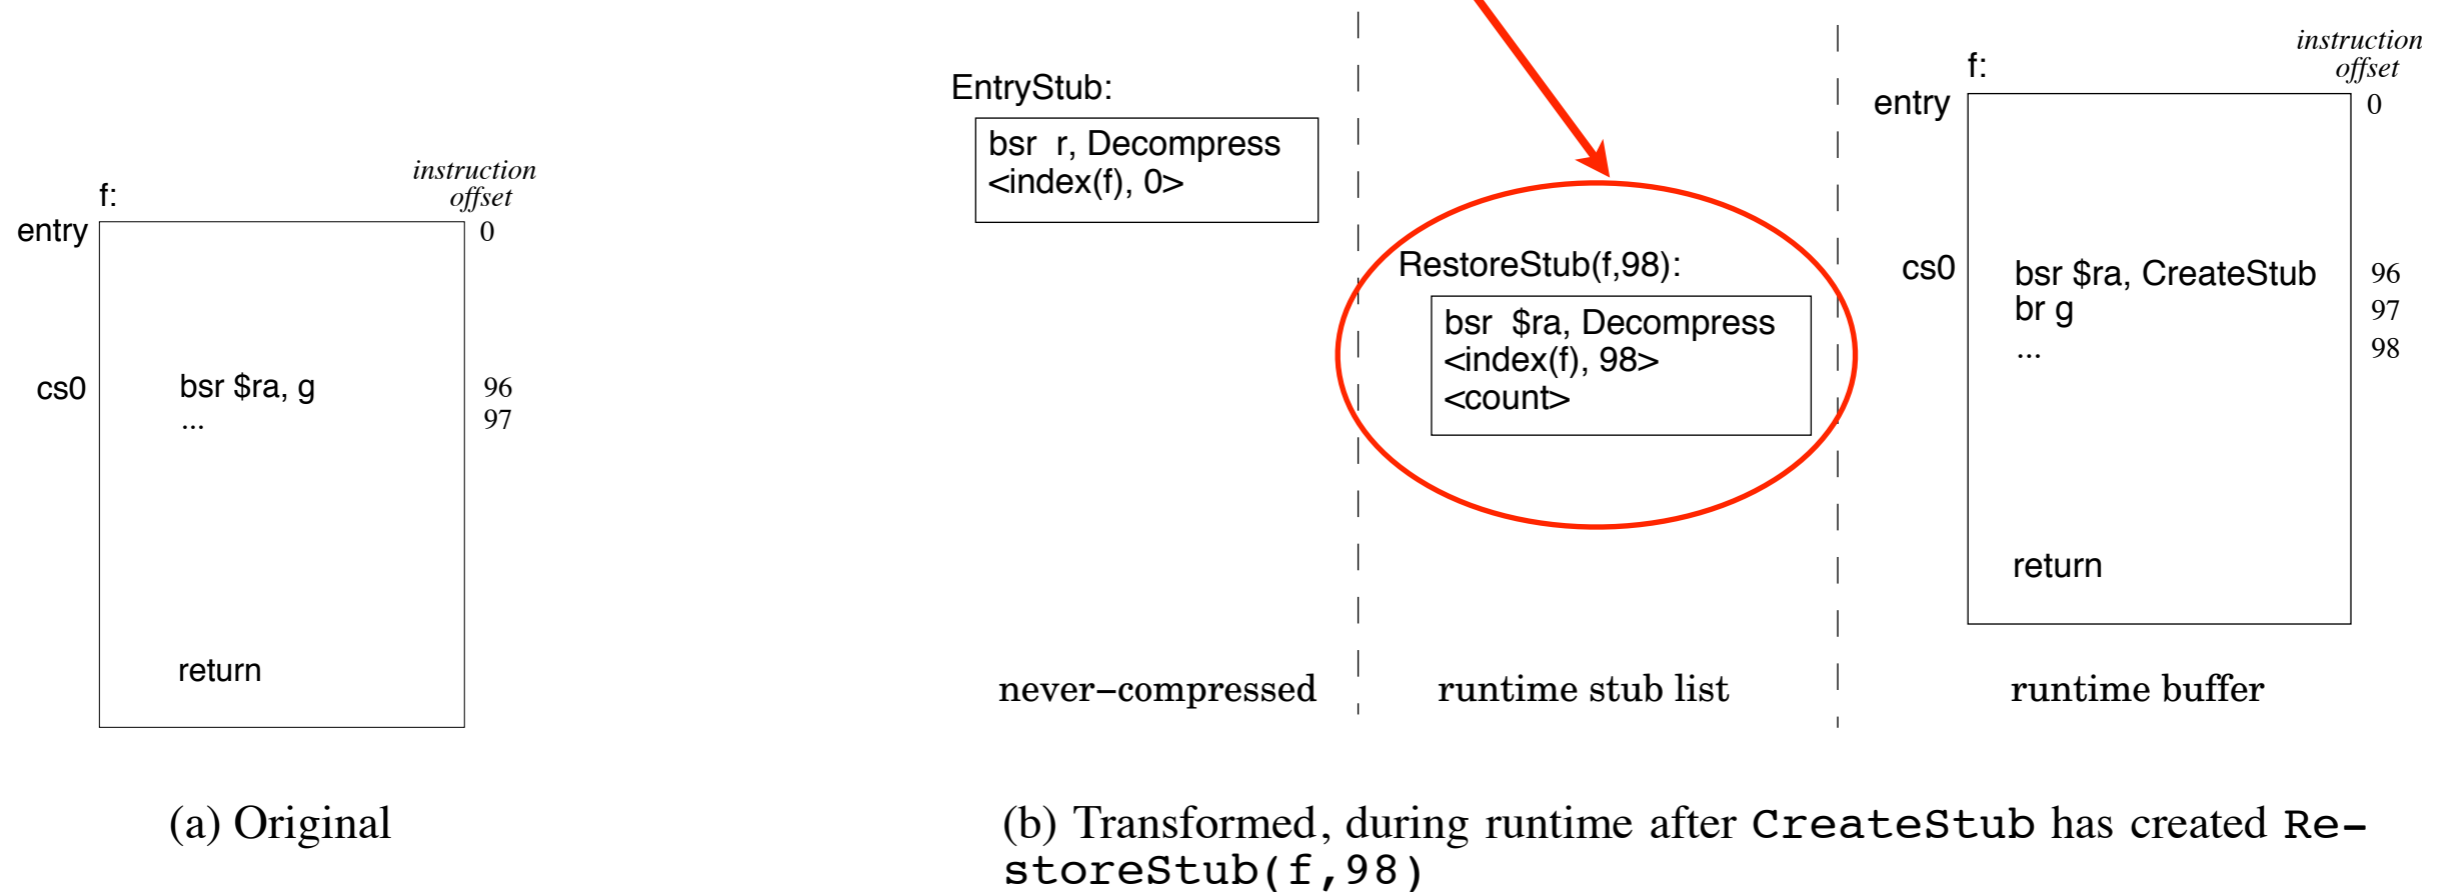 f:
instruction
offset
entry
0
cs0
bsr $ra, g
96
...
97
return
(a) Original
EntryStub:
bsr r, Decompress
<index(f), 0>
never–compressed
RestoreStub(f,98):
bsr $ra, Decompress
<index(f), 98>
<count>
runtime stub list
f:
instruction
offset
entry
0
cs0
bsr $ra, CreateStub
96
br g
97
...
98
return
runtime buffer
(b) Transformed, during runtime after CreateStub has created Re-
storeStub(f,98)